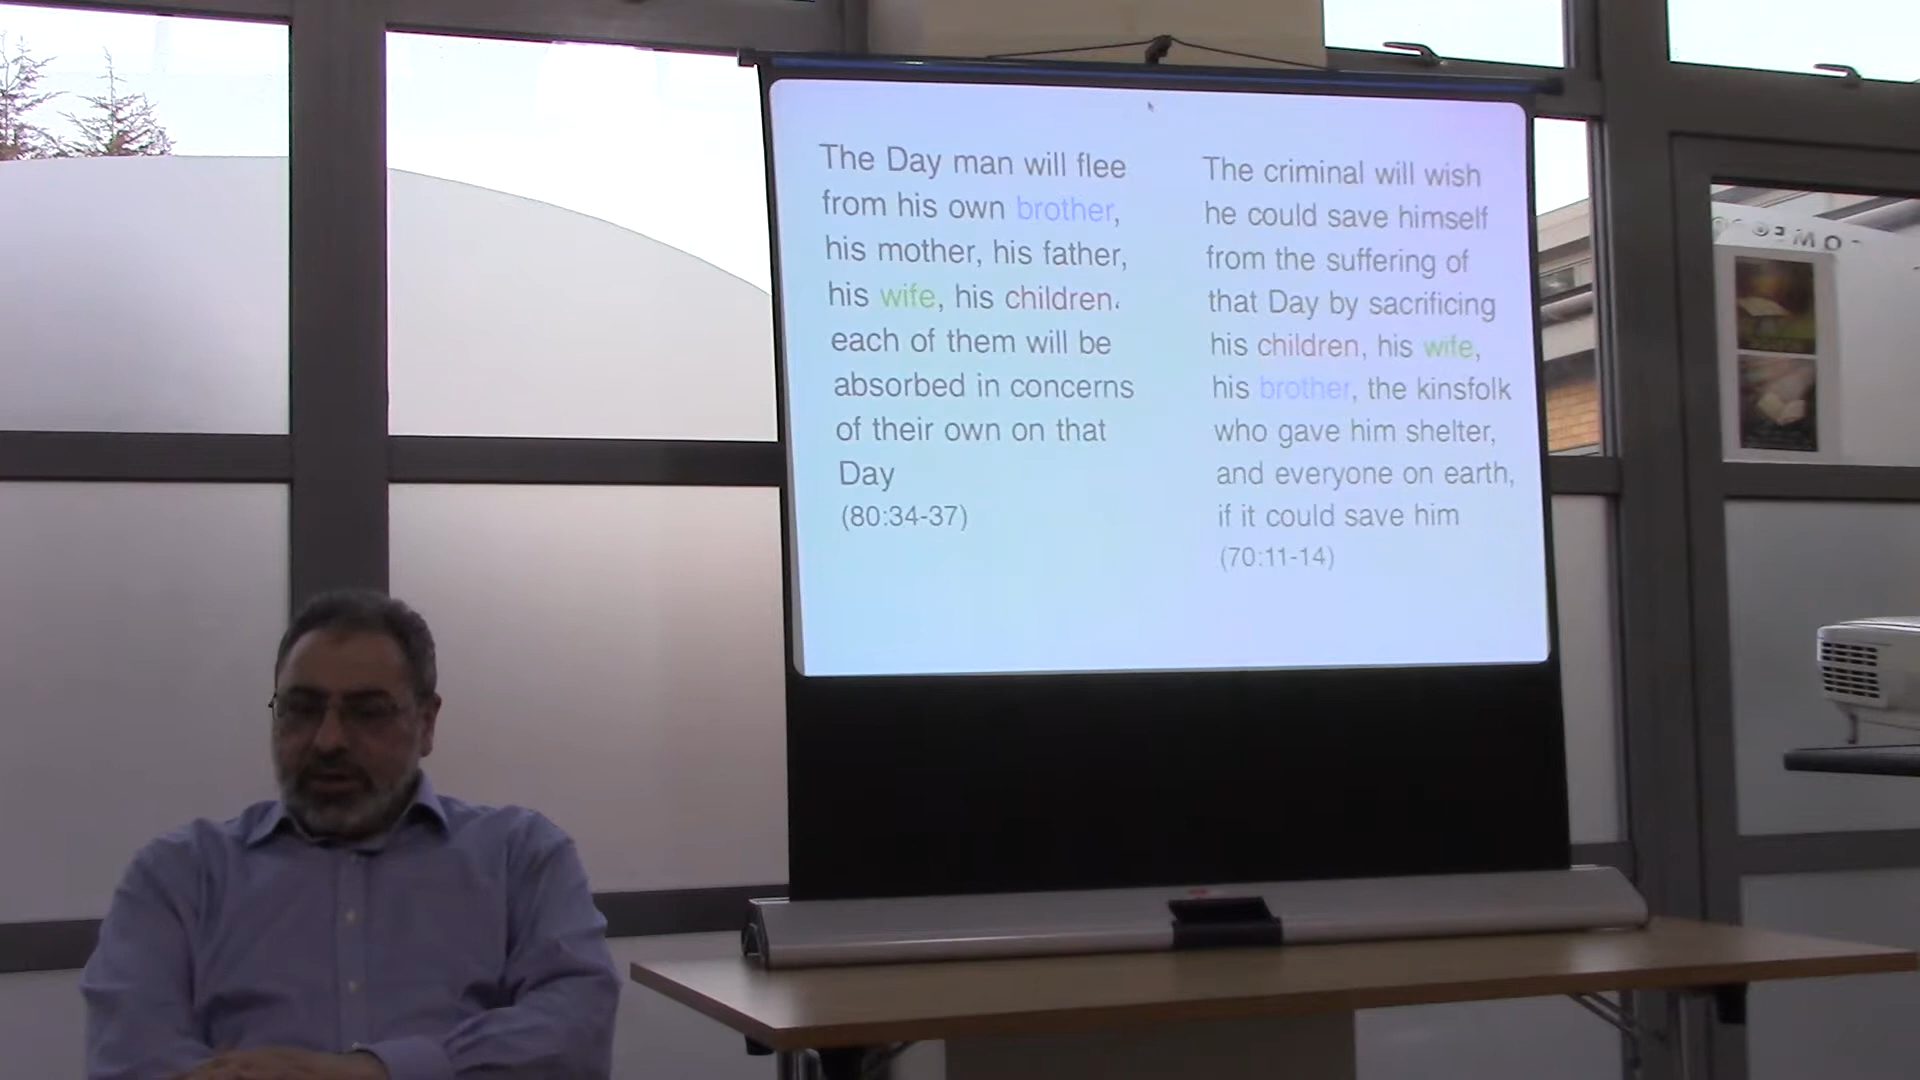 The Day man will flee
from his own brother,
his mother, his father,
his wife, his children.
each of them will be
absorbed in concerns
of their own on that
Day
(80:34-37)
The criminal will wish
he could save himself
from the suffering of
that Day by sacrificing
his children, his wife,
his brother, the kinsfolk
who gave him shelter,
and everyone on earth,
if it could save him
(70:11-14)